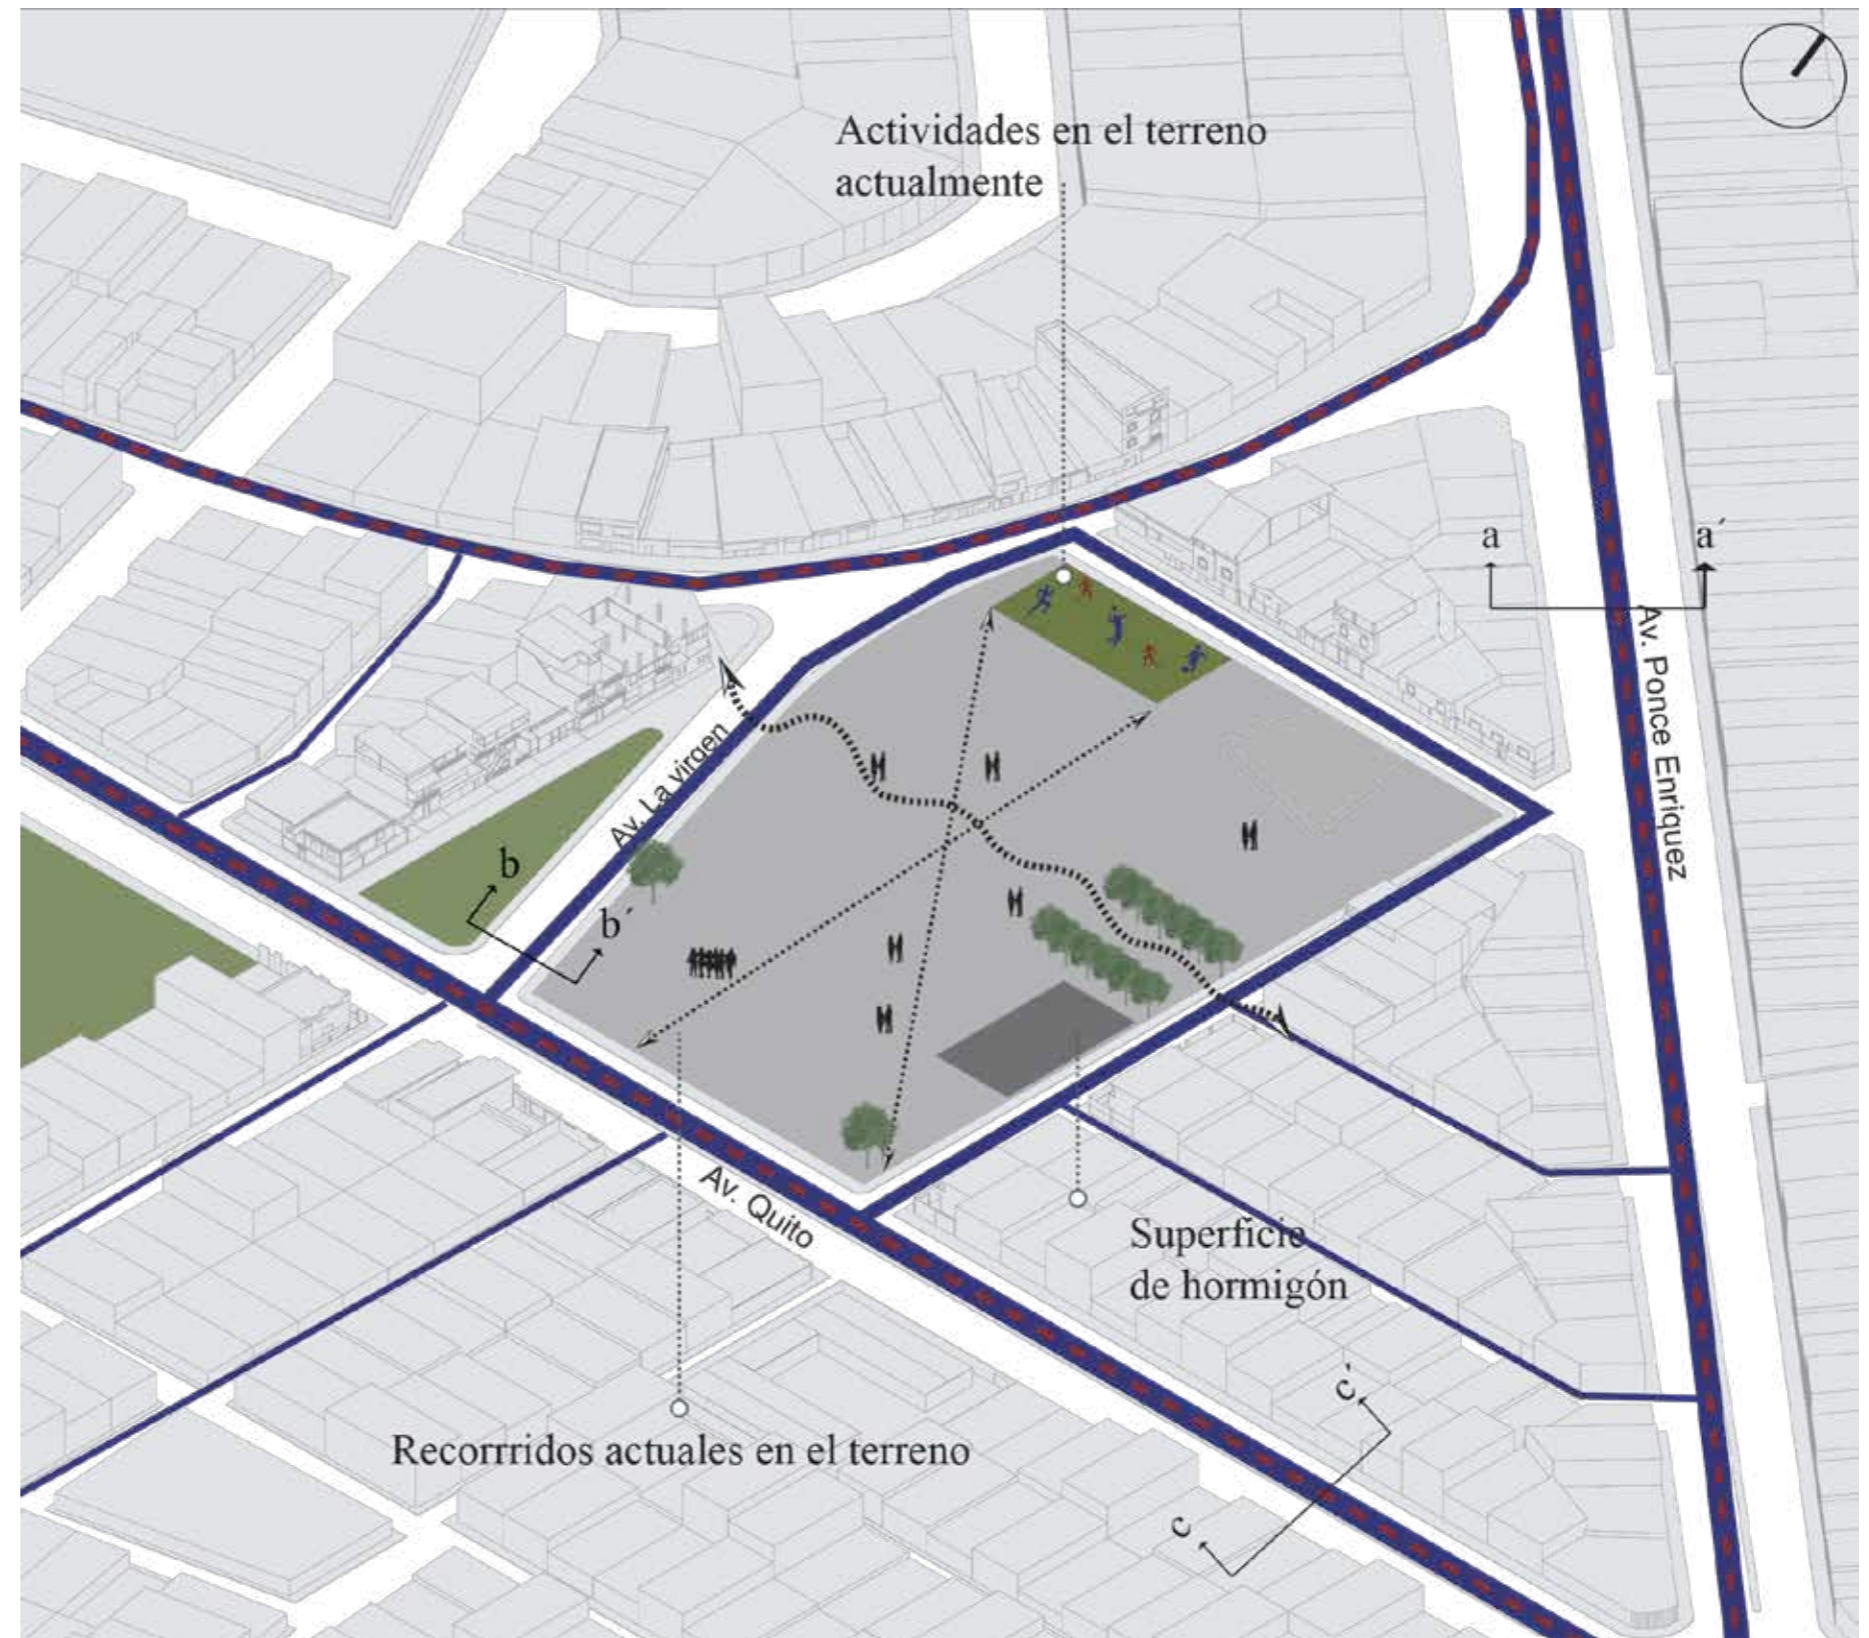 Actividades en el terreno
actualmente
a
a´
Av. Ponce Enriquez
Av. La virgen
b
b´
Av. Quito
Superficie
de hormigón
c´
c
Recorrridos actuales en el terreno